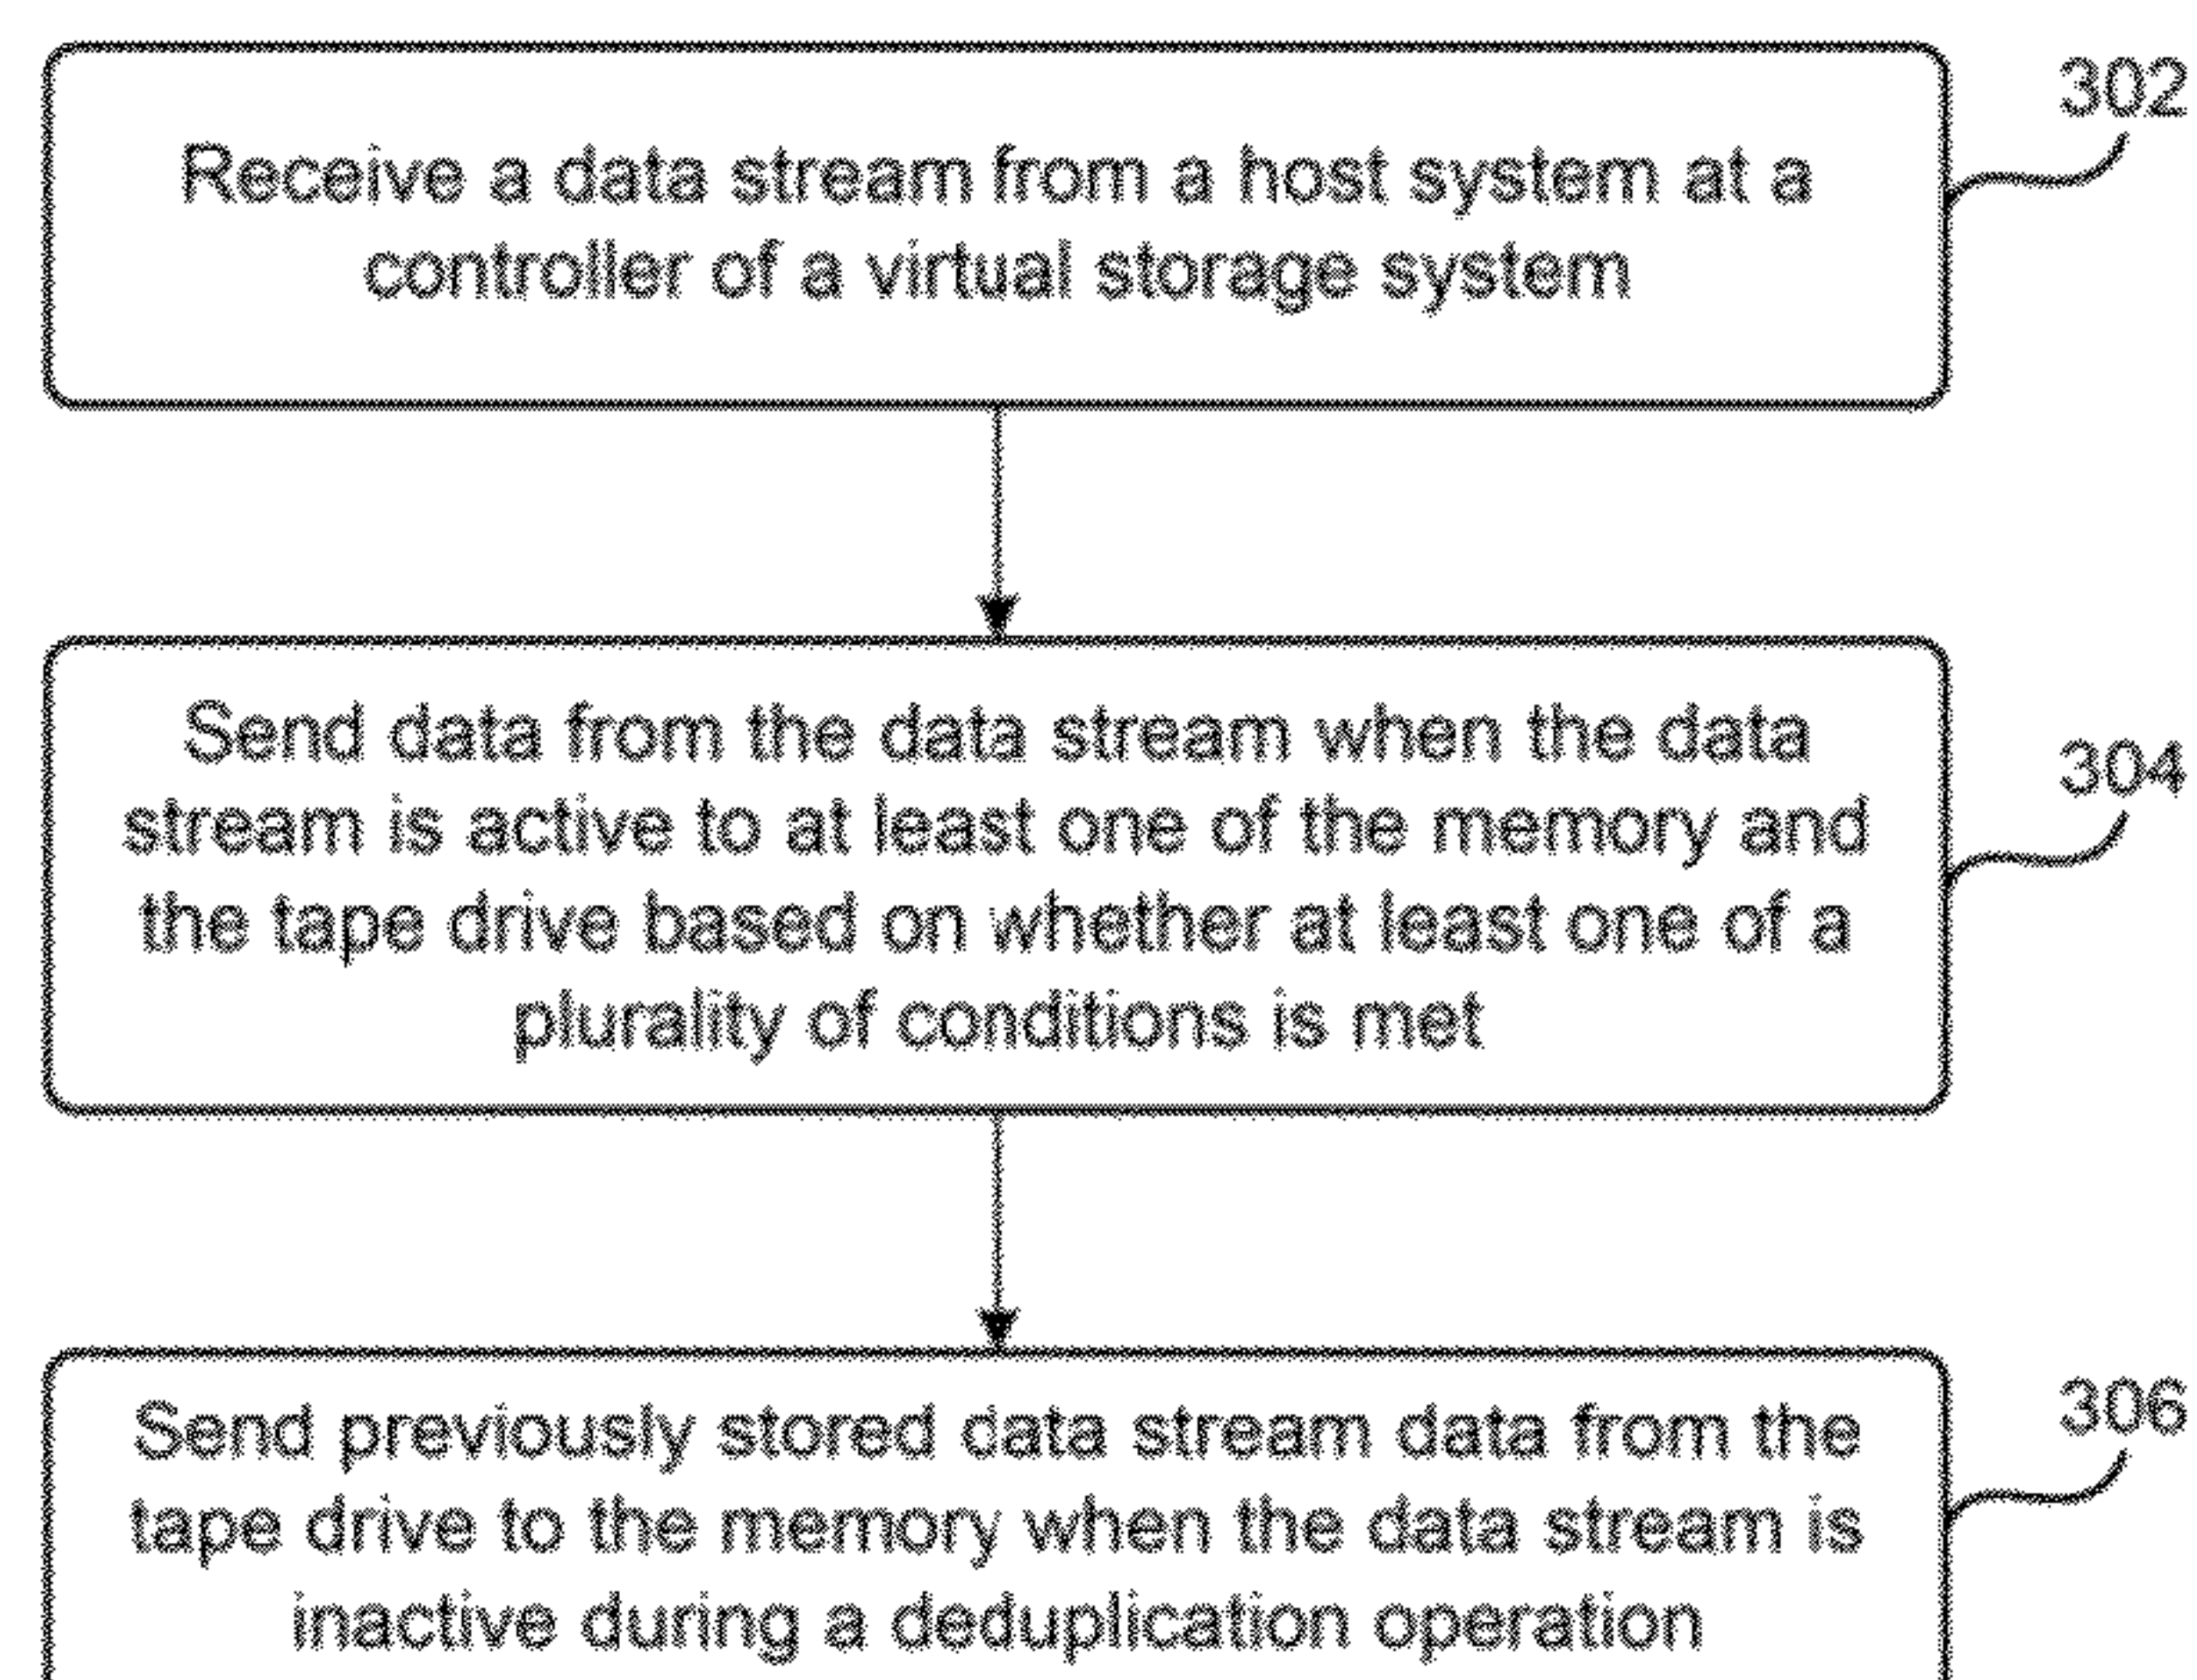 Receive a data stream from a host system at a
controller of a virtual storage system
302
Send data from the data stream when the data
stream is active to at least one of the memory and
the tape drive based on whether at least one of a
plurality of conditions is met
304
Send previously stored data stream data from the
tape drive to the memory when the data stream is
inactive during a deduplication operation
306